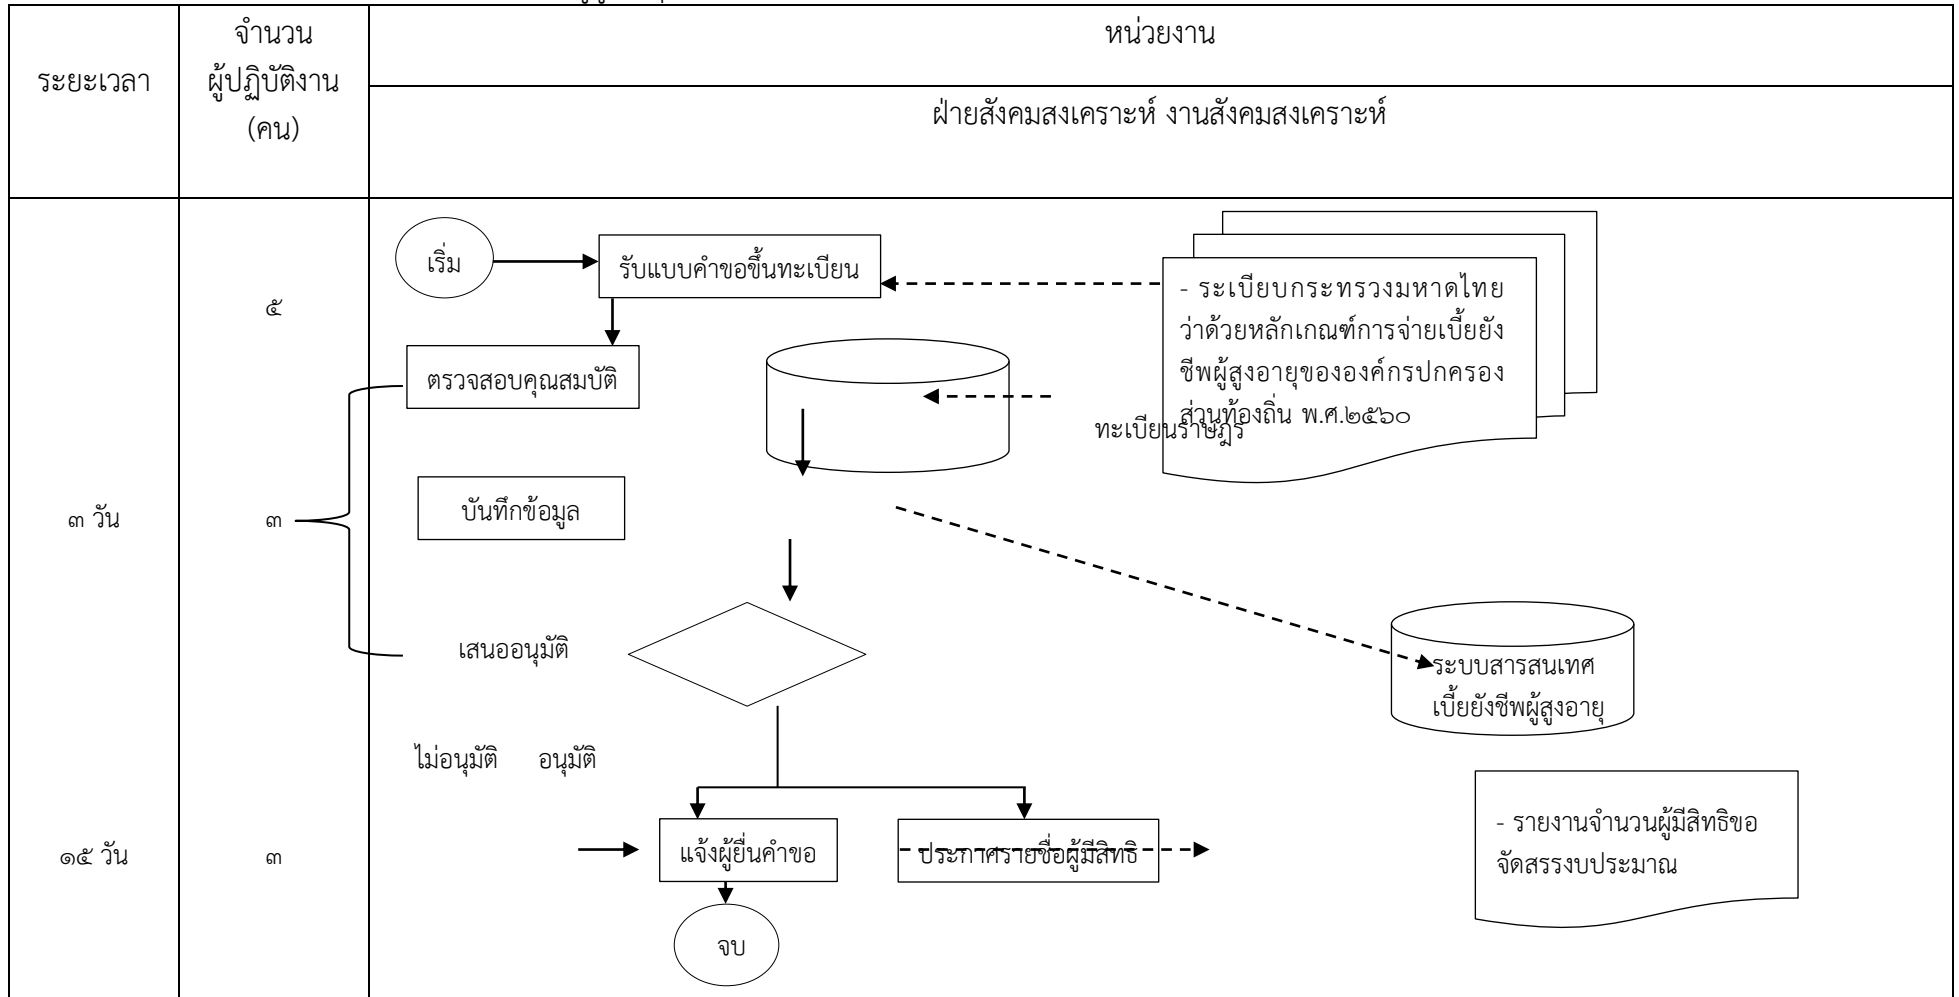 ระยะเวลา
จำนวน
ผู้ปฏิบัติงาน
(คน)
หน่วยงาน
ฝ่ายสังคมสงเคราะห์ งานสังคมสงเคราะห์
เริ่ม
รับแบบคำขอขึ้นทะเบียน
- ระเบียบกระทรวงมหาดไทย
ว่าด้วยหลักเกณฑ์การจ่ายเบี้ยยัง
ชีพผู้สูงอายุขององค์กรปกครอง
ส่วนท้องถิ่น พ.ศ.๒๕๖๐
๕
ตรวจสอบคุณสมบัติ
ทะเบียนราษฎร
๓ วัน
๓
บันทึกข้อมูล
เสนออนุมัติ
ระบบสารสนเทศ
เบี้ยยังชีพผู้สูงอายุ
ไม่อนุมัติ อนุมัติ
๑๕ วัน
๓
แจ้งผู้ยื่นคำขอ
ประกาศรายชื่อผู้มีสิทธิ
- รายงานจำนวนผู้มีสิทธิขอ
จัดสรรงบประมาณ
จบ